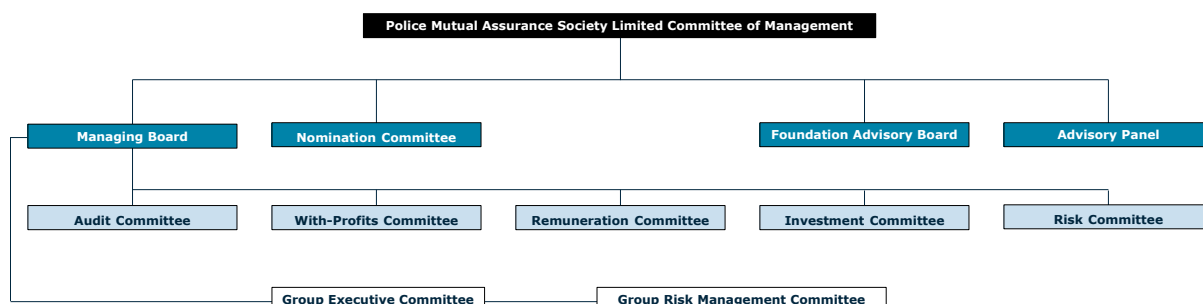 Police Mutual Assurance Society Limited Committee of Management
Managing Board
Nomination Committee
Foundation Advisory Board
Advisory Panel
Audit Committee
With-Profits Committee
Remuneration Committee
Investment Committee
Risk Committee
Group Executive Committee
Group Risk Management Committee